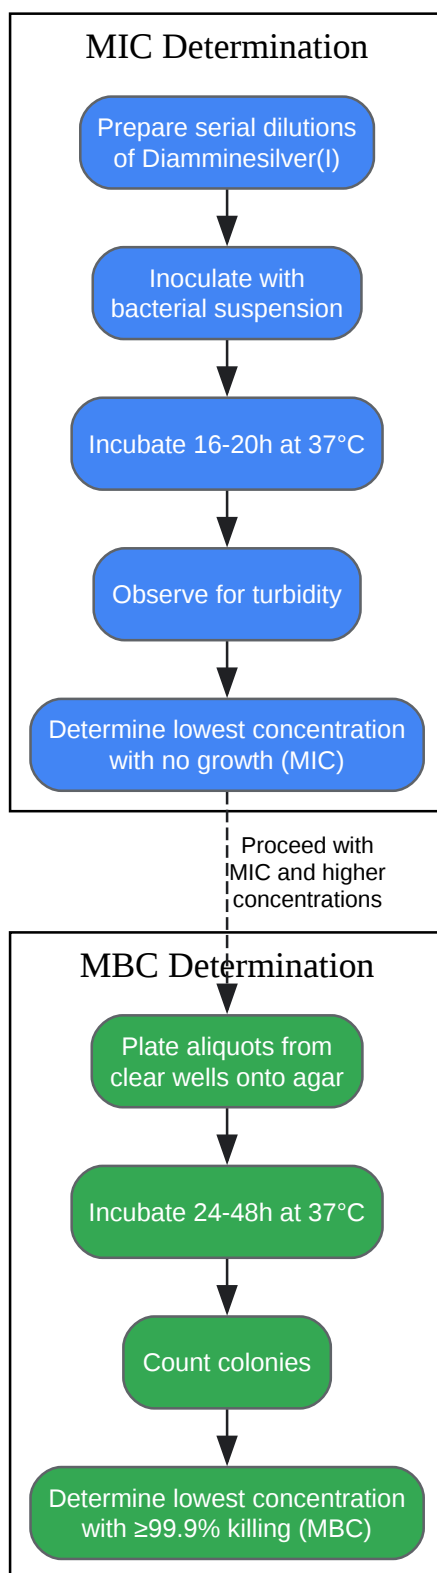 MIC Determination
Prepare serial dilutions
of Diamminesilver(I)
Inoculate with
bacterial suspension
Incubate 16-20h at 37°C
Observe for turbidity
Determine lowest concentration
with no growth (MIC)
Proceed with
MIC and higher
concentrations
MBC Determination
Plate aliquots from
clear wells onto agar
Incubate 24-48h at 37°C
Count colonies
Determine lowest concentration
with ≥99.9% killing (MBC)